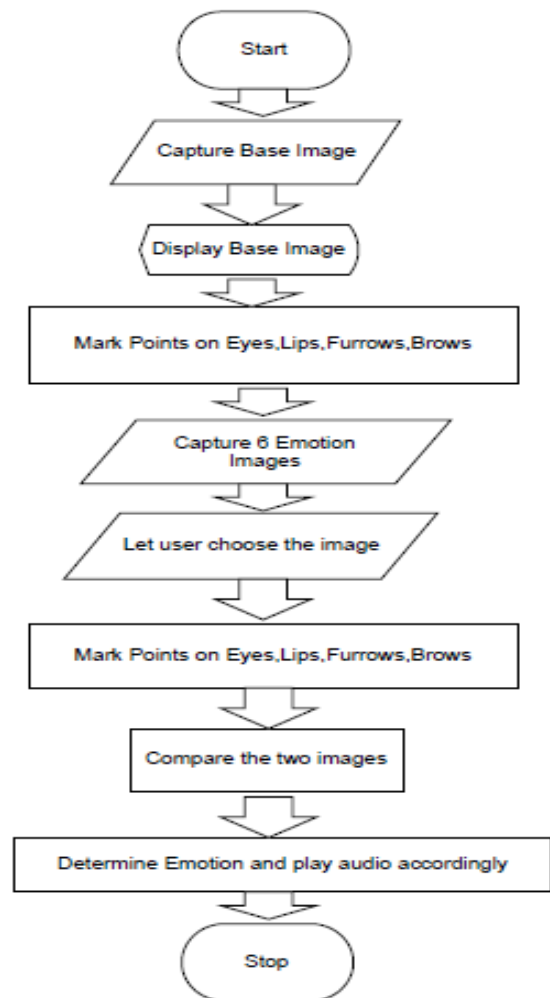 Start
Capture Base Image
Display Base Image
Mark Points on Eyes,Lips,Furrows,Brows
Capture 6 Emotion
Images
Let user choose the image
Mark Points on Eyes,Lips,Furrows,Brows
Compare the two images
Determine Emotion and play audio accordingly
Stop